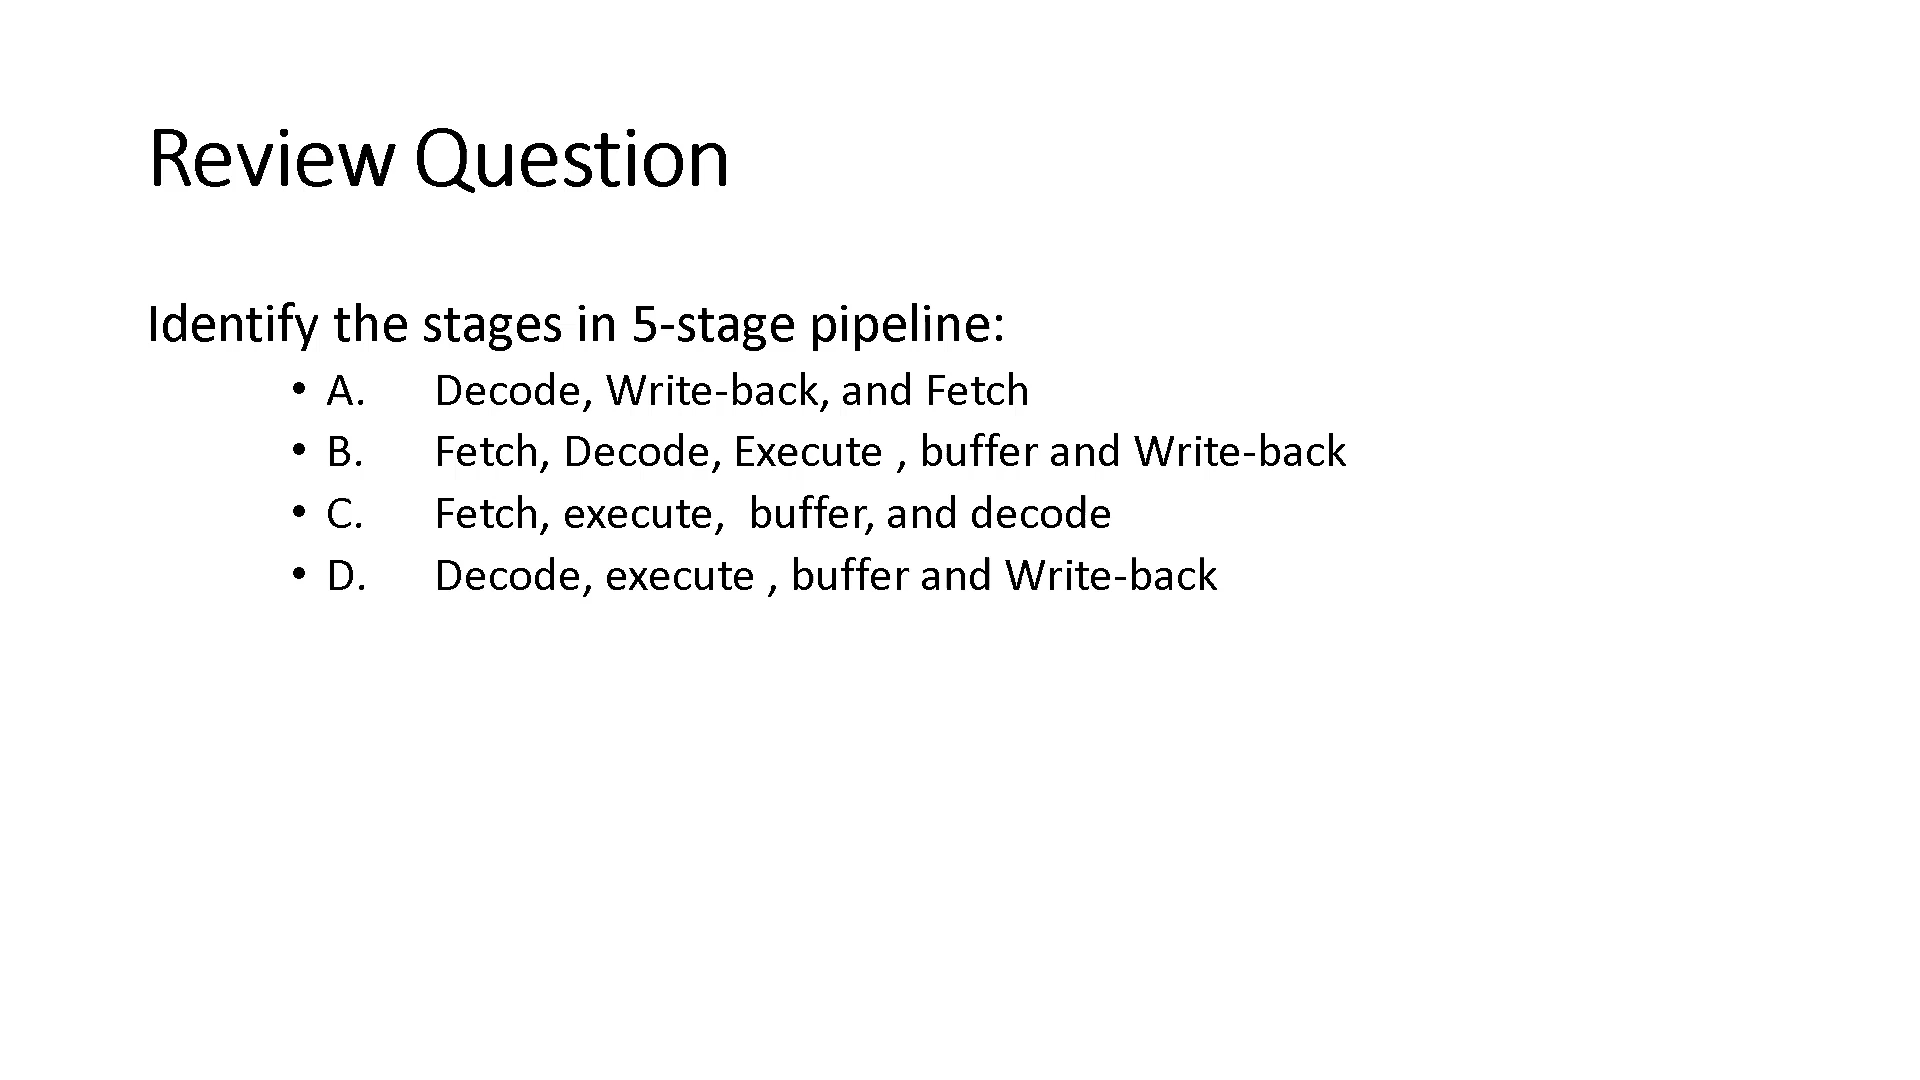 Review Question
Identify the stages in 5-stage pipeline:
• A. Decode, Write-back, and Fetch
• B. Fetch, Decode, Execute , buffer and Write-back
• C. Fetch, execute,  buffer, and decode
• D. Decode, execute , buffer and Write-back